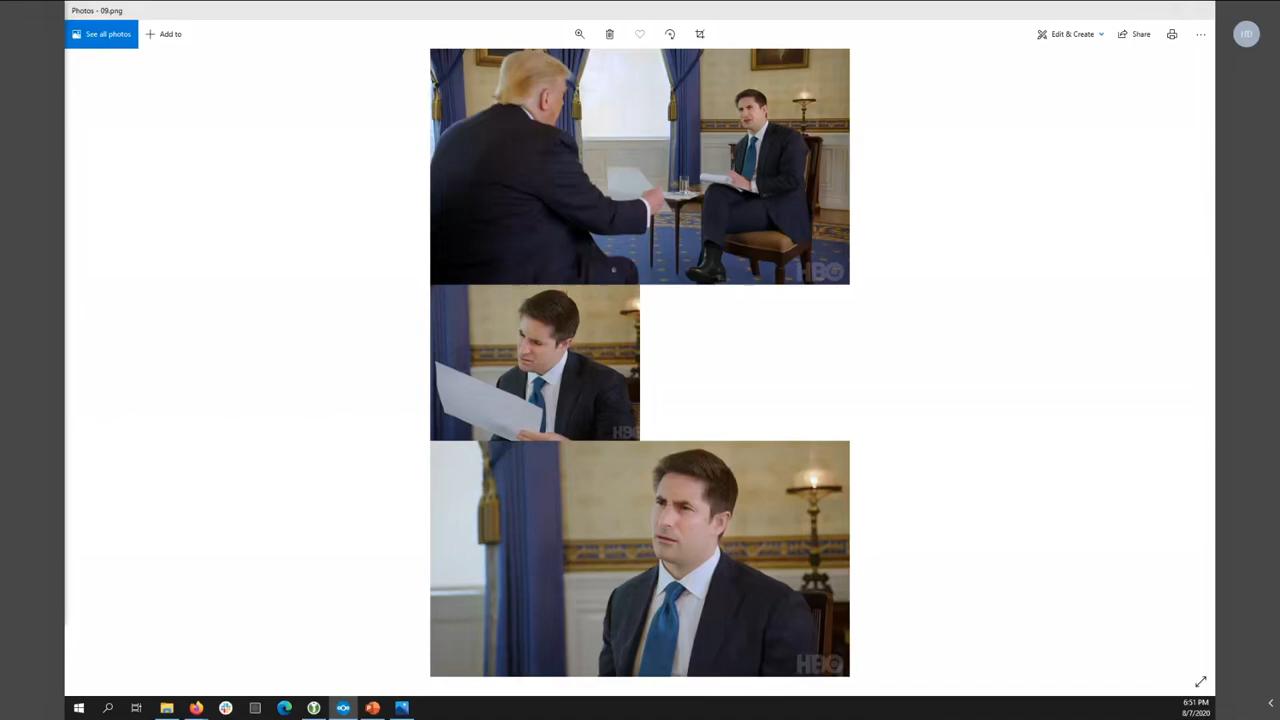 Photos - 09.png
See all photos
Add to
Edit & Create
Share
HD
HBO
HBO
HBO
6:51 PM
8/7/2020